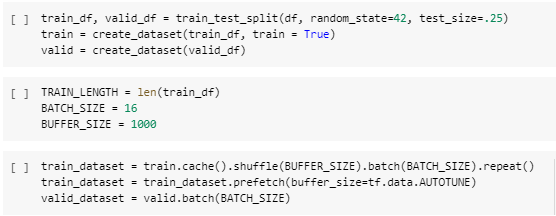 [ ] train_df, valid_df = train_test_split(df, random_state=42, test_size=.25)
train = create_dataset(train_df, train = True)
valid = create_dataset(valid_df)
[ ] TRAIN_LENGTH = len(train_df)
BATCH_SIZE = 16
BUFFER_SIZE = 1000
[ ] train_dataset = train.cache().shuffle(BUFFER_SIZE).batch(BATCH_SIZE).repeat()
train_dataset = train_dataset.prefetch(buffer_size=tf.data.AUTOTUNE)
valid_dataset = valid.batch(BATCH_SIZE)